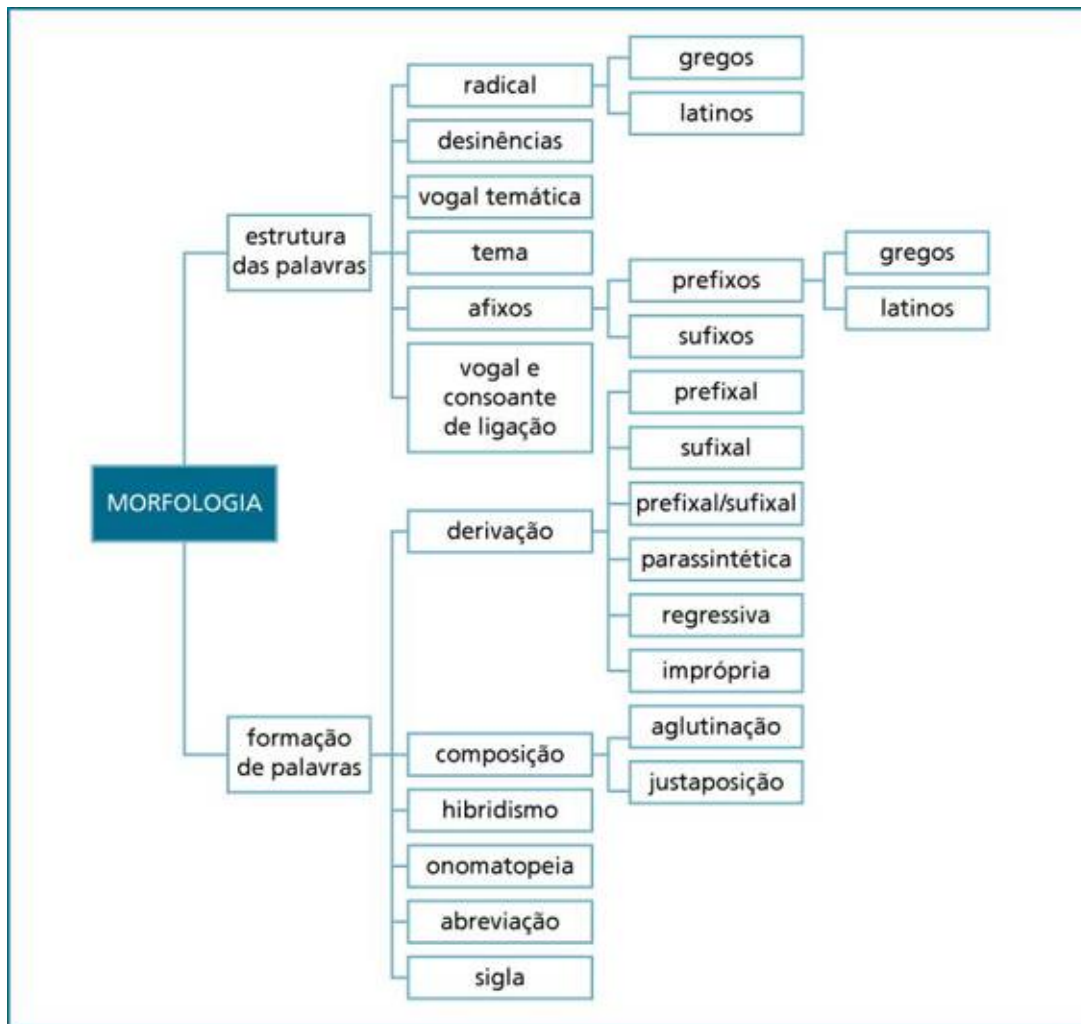 MORFOLOGIA
estrutura
das palavras
radical
gregos
latinos
desinências
vogal temática
tema
afixos
prefixos
gregos
latinos
sufixos
vogal e
consoante
de ligação
formação
de palavras
derivação
prefixal
sufixal
prefixal/sufixal
parassintética
regressiva
imprópria
composição
aglutinação
justaposição
hibridismo
onomatopeia
abreviação
sigla